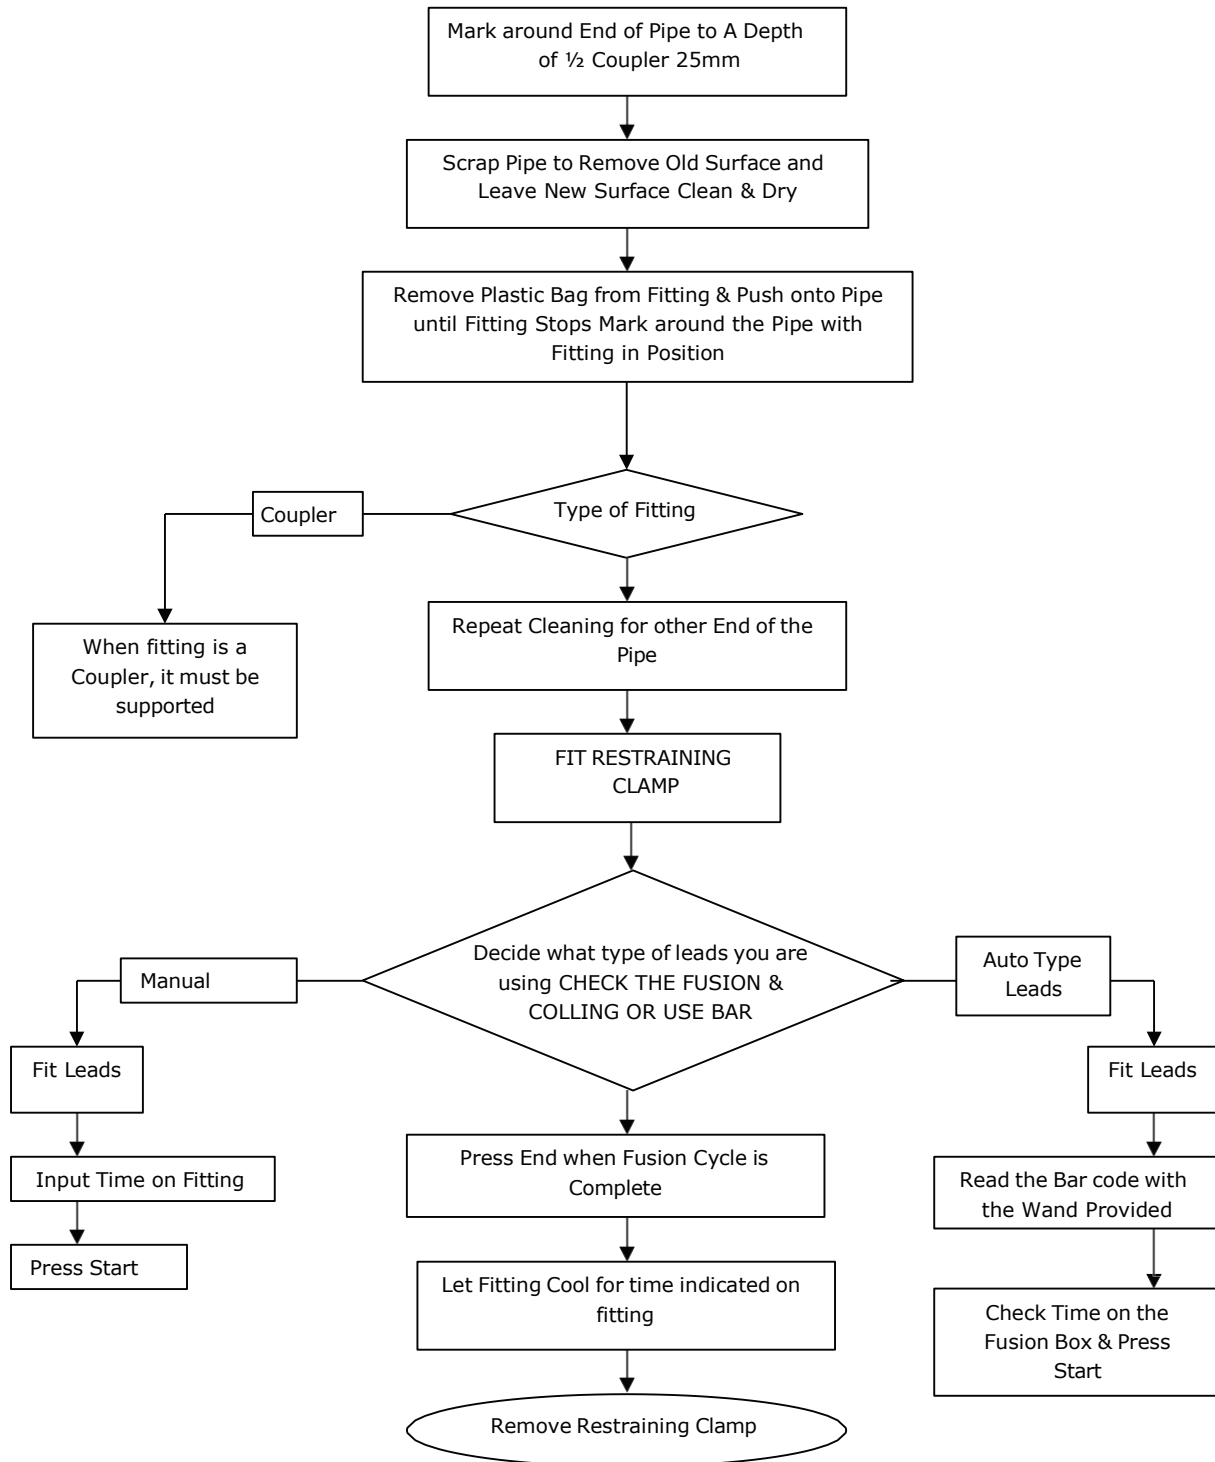 Mark around End of Pipe to A Depth
of ½ Coupler 25mm
Scrap Pipe to Remove Old Surface and
Leave New Surface Clean & Dry
Remove Plastic Bag from Fitting & Push onto Pipe
until Fitting Stops Mark around the Pipe with
Fitting in Position
Type of Fitting
Coupler
When fitting is a
Coupler, it must be
supported
Repeat Cleaning for other End of the
Pipe
FIT RESTRAINING
CLAMP
Decide what type of leads you are
using CHECK THE FUSION &
COLLING OR USE BAR
Manual
Fit Leads
Input Time on Fitting
Press Start
Auto Type
Leads
Fit Leads
Read the Bar code with
the Wand Provided
Check Time on the
Fusion Box & Press
Start
Press End when Fusion Cycle is
Complete
Let Fitting Cool for time indicated on
fitting
Remove Restraining Clamp